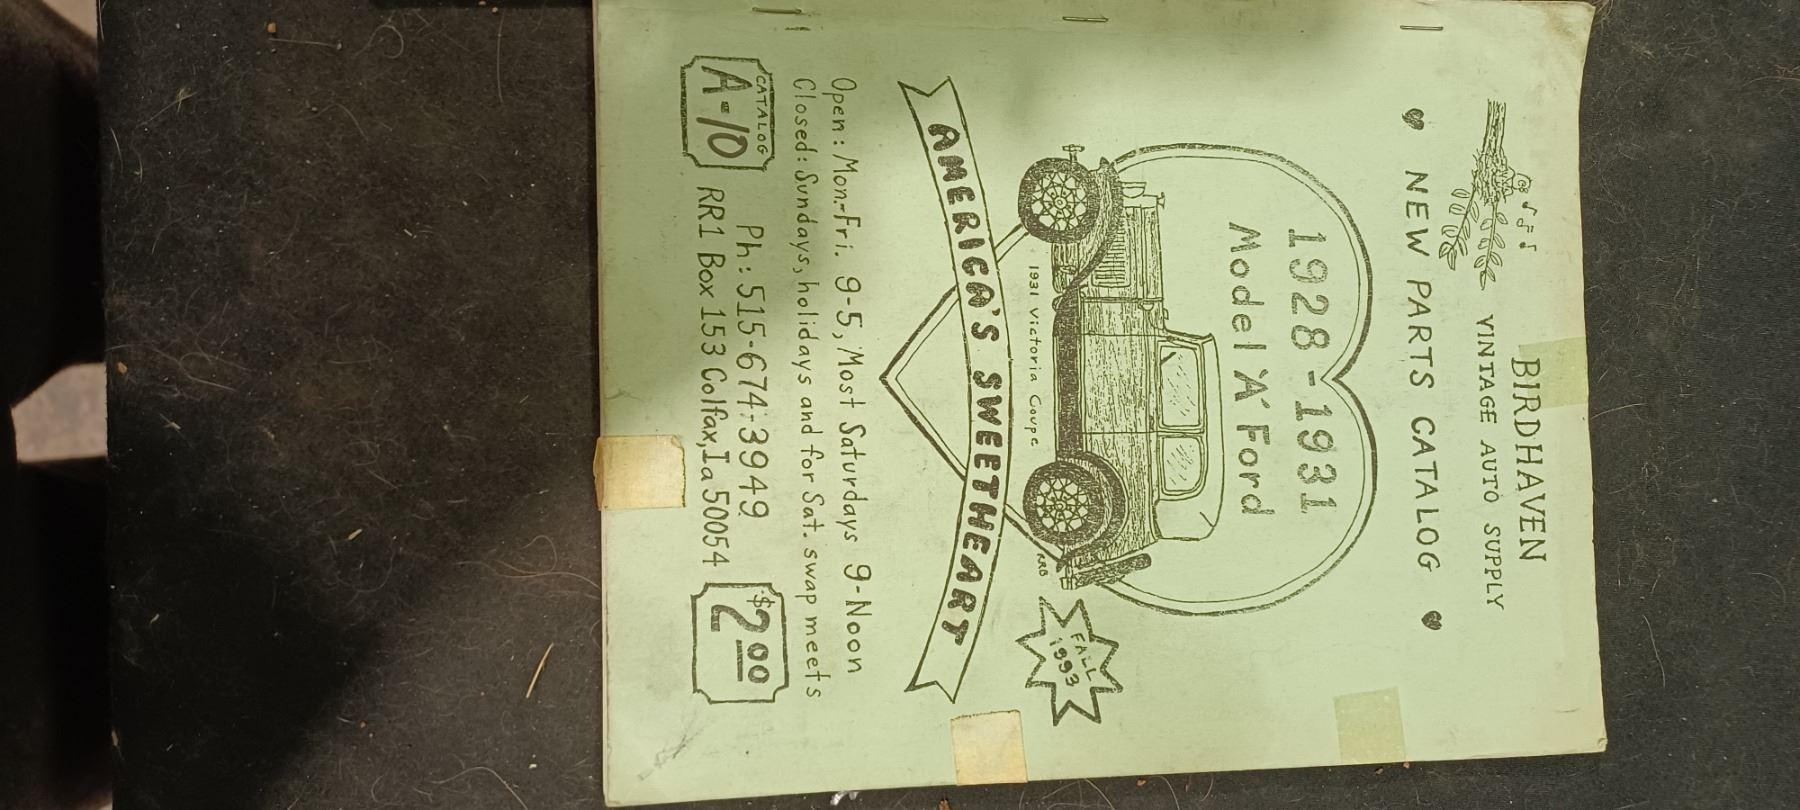 BIRDHAVEN
VINTAGE AUTO SUPPLY
NEW PARTS CATALOG
1928-1931
Model 'A' Ford
1931 Victoria Coupe
RRB
FALL
1993
AMERICA'S SWEETHEART
Open: Mon-Fri. 9-5, Most Saturdays 9-Noon
Closed: Sundays, holidays and for Sat. swap meets
CATALOG
A-10
Ph: 515-674-3949
RR1 Box 153 Colfax, Ia 50054
$2.00